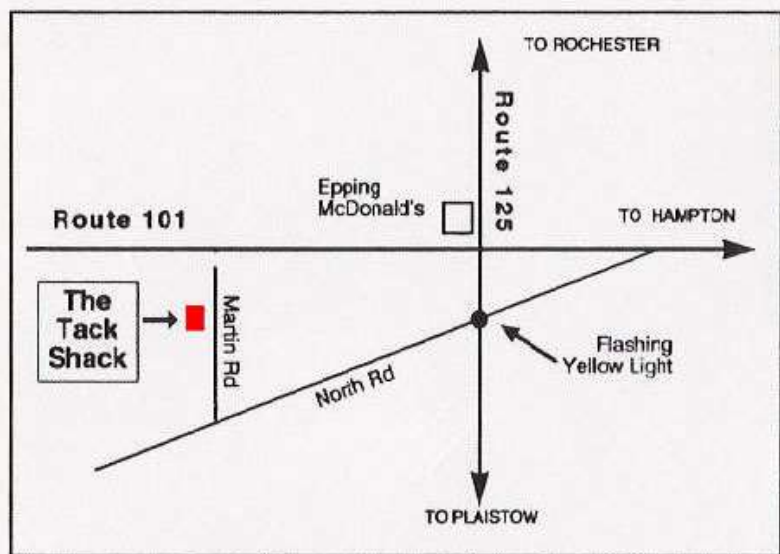 TO ROCHESTER
Route 125
Epping
McDonald's
Route 101
TO HAMPTON
The
Tack
Shack
Martin Rd
North Rd
Flashing
Yellow Light
TO PLAISTOW